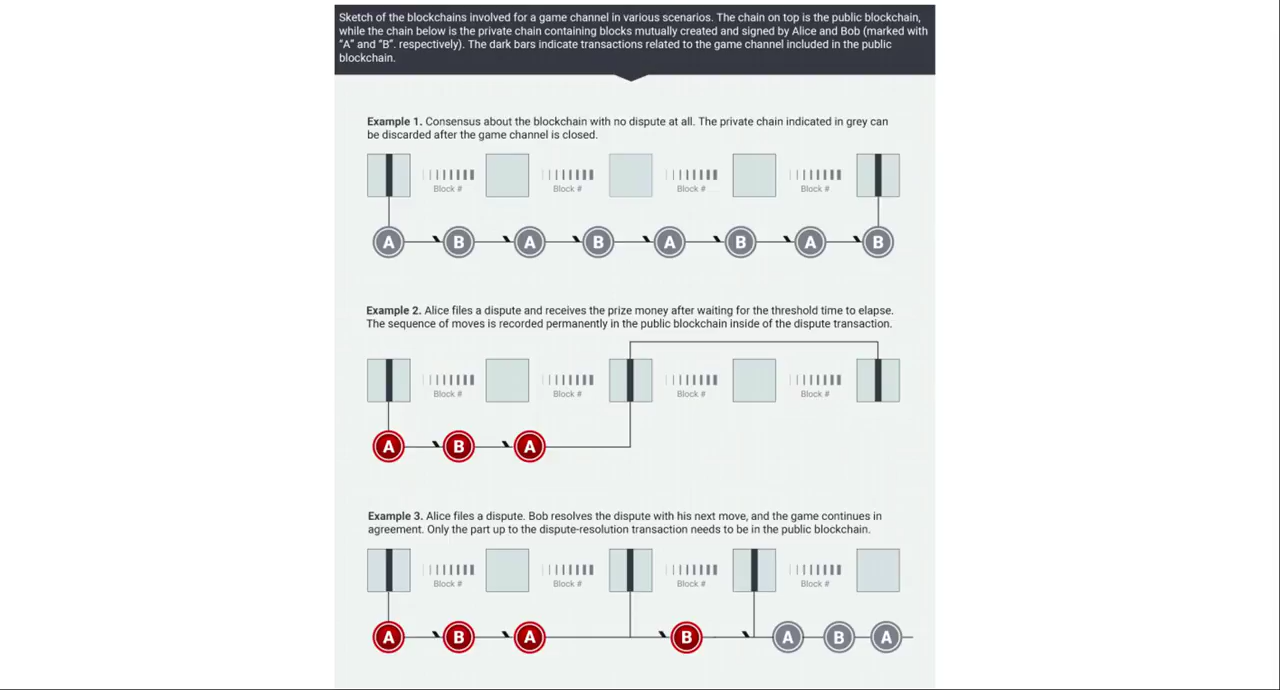 Sketch of the blockchains involved for a game channel in various scenarios. The chain on top is the public blockchain,
while the chain below is the private chain containing blocks mutually created and signed by Alice and Bob (marked with
“A” and “B”. respectively). The dark bars indicate transactions related to the game channel included in the public
blockchain.
Example 1. Consensus about the blockchain with no dispute at all. The private chain indicated in grey can
be discarded after the game channel is closed.
Block # Block # Block # Block #
A B A B A B A B
Example 2. Alice files a dispute and receives the prize money after waiting for the threshold time to elapse.
The sequence of moves is recorded permanently in the public blockchain inside of the dispute transaction.
Block # Block # Block # Block #
A B A
Example 3. Alice files a dispute. Bob resolves the dispute with his next move, and the game continues in
agreement. Only the part up to the dispute-resolution transaction needs to be in the public blockchain.
Block # Block # Block # Block #
A B A B A B A